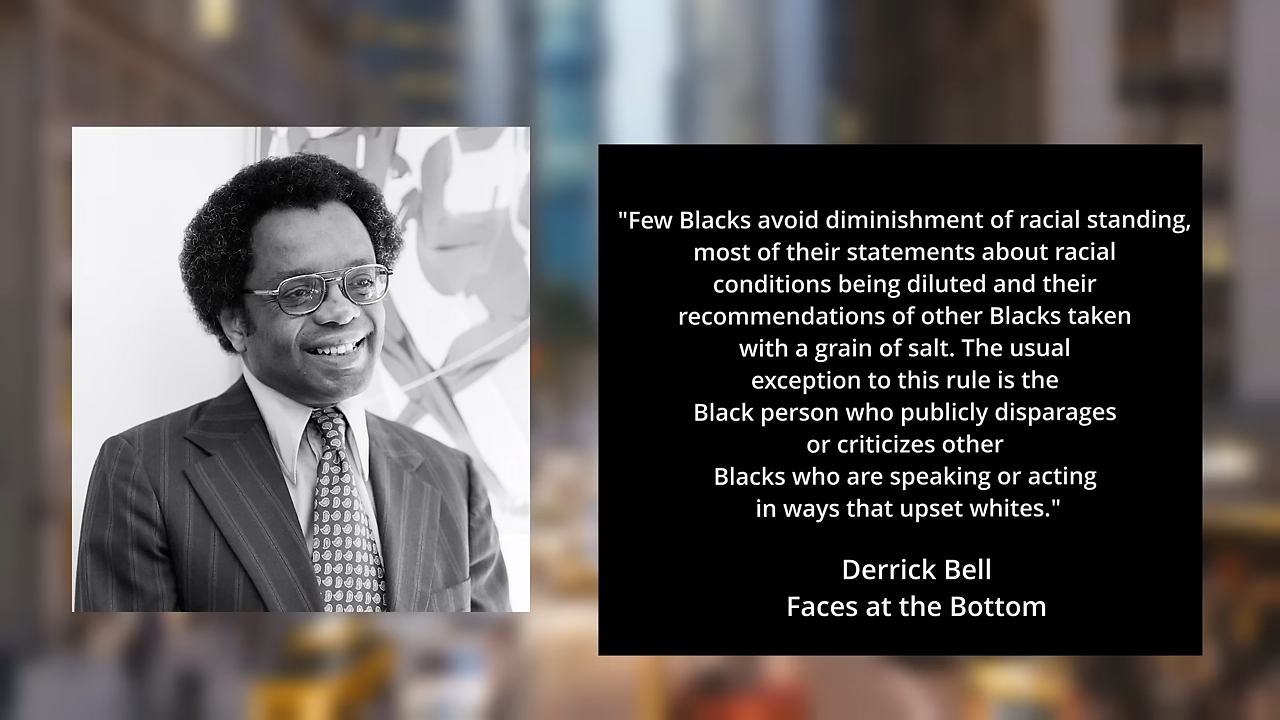 "Few Blacks avoid diminishment of racial standing,
most of their statements about racial
conditions being diluted and their
recommendations of other Blacks taken
with a grain of salt. The usual
exception to this rule is the
Black person who publicly disparages
or criticizes other
Blacks who are speaking or acting
in ways that upset whites."
Derrick Bell
Faces at the Bottom